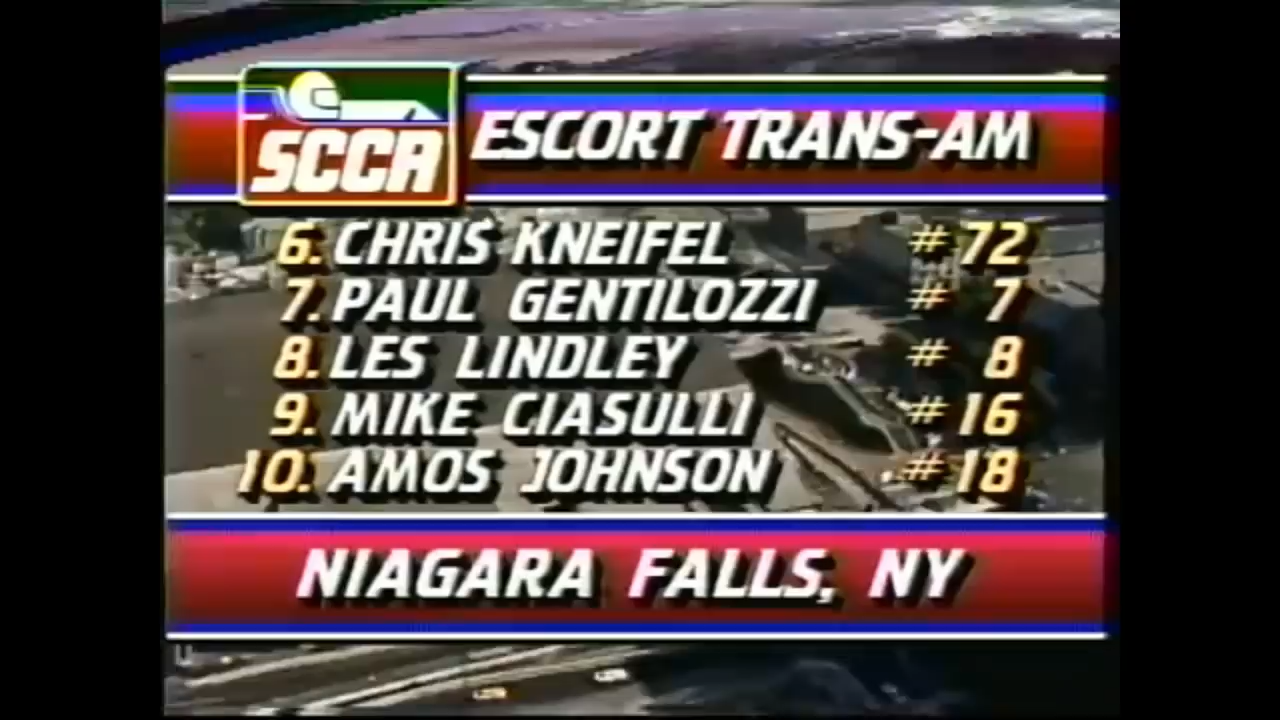 SCCA
ESCORT TRANS-AM
6. CHRIS KNEIFEL # 72
7. PAUL GENTILOZZI # 7
8. LES LINDLEY # 8
9. MIKE CIASULLI # 16
10. AMOS JOHNSON # 18
NIAGARA FALLS, NY